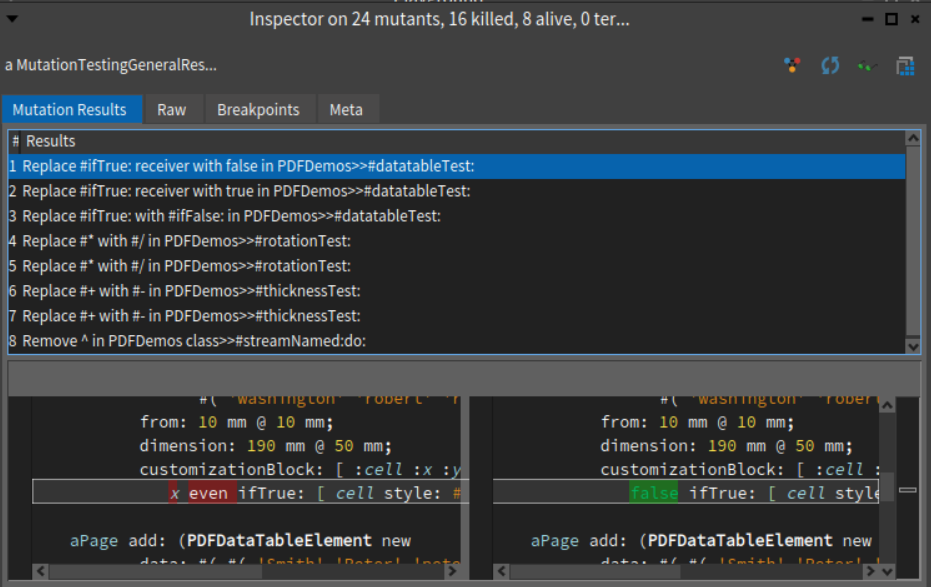 Inspector on 24 mutants, 16 killed, 8 alive, 0 ter...
a MutationTestingGeneralRes...
Mutation Results Raw Breakpoints Meta
# Results
1 Replace #ifTrue: receiver with false in PDFDemos>>#datatableTest:
2 Replace #ifTrue: receiver with true in PDFDemos>>#datatableTest:
3 Replace #ifTrue: with #ifFalse: in PDFDemos>>#datatableTest:
4 Replace #* with #/ in PDFDemos>>#rotationTest:
5 Replace #* with #/ in PDFDemos>>#rotationTest:
6 Replace #+ with #- in PDFDemos>>#thicknessTest:
7 Replace #+ with #- in PDFDemos>>#thicknessTest:
8 Remove ^ in PDFDemos class>>#streamNamed:do:
#( 'Washington' 'robert' 'r
from: 10 mm @ 10 mm;
dimension: 190 mm @ 50 mm;
customizationBlock: [ :cell :x :y
x even ifTrue: [ cell style: #
aPage add: (PDFDataTableElement new
data: #( #( 'Smith' 'Peter' 'pete
#( 'Washington' 'rober
from: 10 mm @ 10 mm;
dimension: 190 mm @ 50 mm;
customizationBlock: [ :cell :
false ifTrue: [ cell style
aPage add: (PDFDataTableElement new
data: #( #( 'Smith' 'Peter'